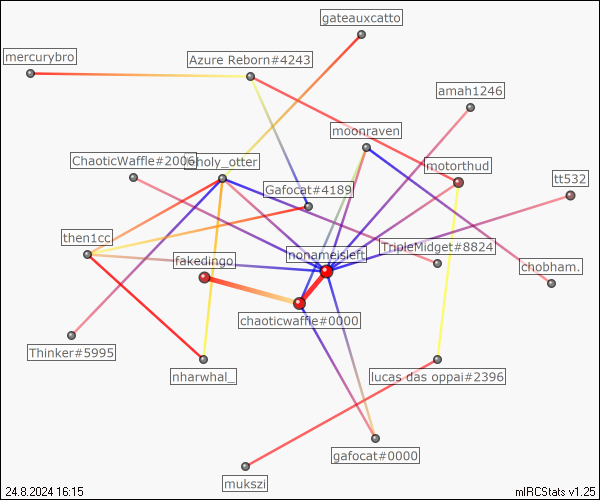 gateauxcatto
mercurybro
Azure Reborn#4243
amah1246
moonraven
ChaoticWaffle#2006
holy_otter
motorthud
tt532
Gafocat#4189
then1cc
nonameisleft
TripleMidget#8824
fakedingo
chobham.
chaoticwaffle#0000
Thinker#5995
nharwhal_
lucas das oppai#2396
gafocat#0000
mukszi
24.8.2024 16:15
mIRCStats v1.25